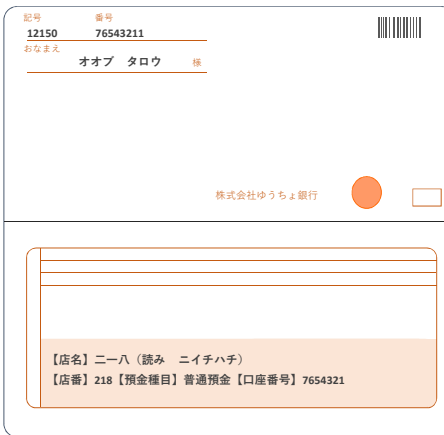 記号 番号
12150 76543211
おなまえ
オオブ タロウ 様
株式会社ゆうちょ銀行
【店名】二一八（読み ニイチハチ）
【店番】218【預金種目】普通預金【口座番号】7654321